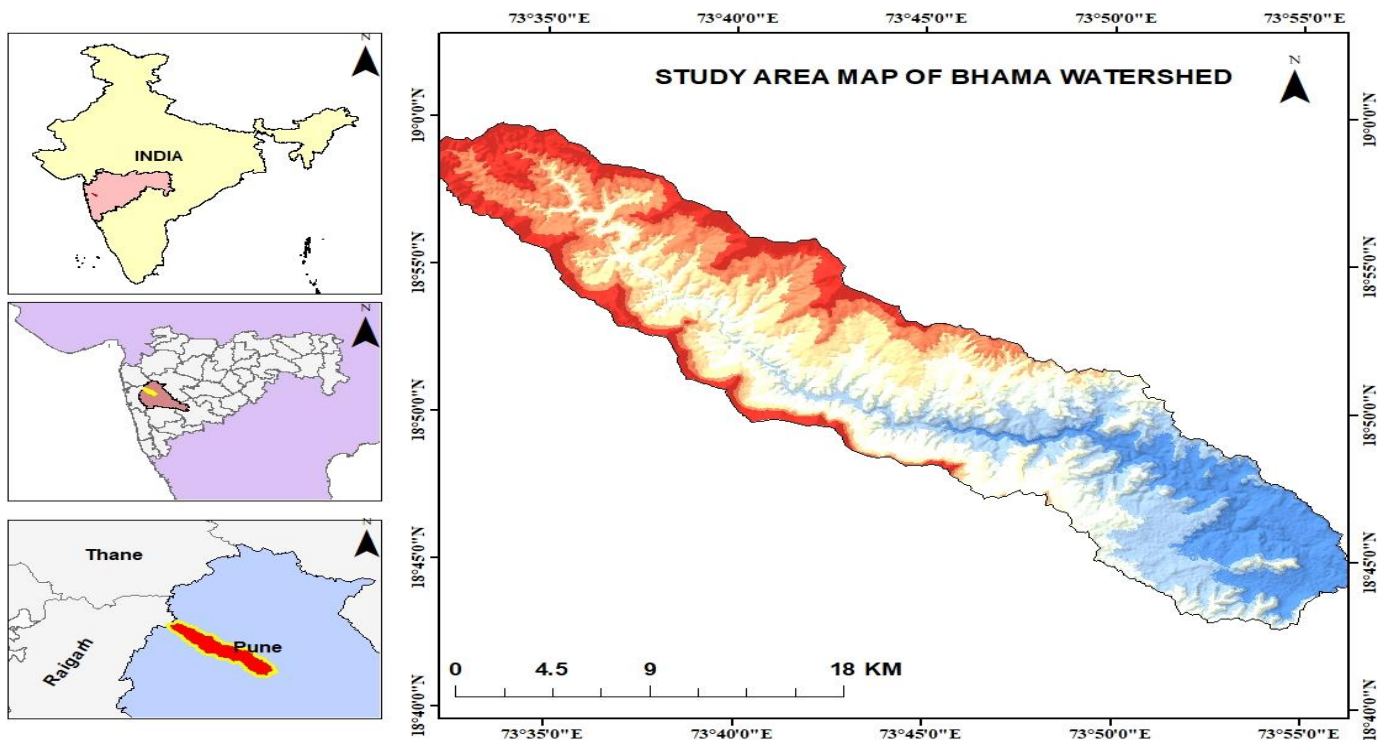 N
INDIA
N
N
Thane
Raigarh
Pune
73°35'0"E 73°40'0"E 73°45'0"E 73°50'0"E 73°55'0"E
STUDY AREA MAP OF BHAMA WATERSHED
N
19°0'0"N
18°55'0"N
18°50'0"N
18°45'0"N
18°40'0"N
19°0'0"N
18°55'0"N
18°50'0"N
18°45'0"N
18°40'0"N
0 4.5 9 18 KM
73°35'0"E 73°40'0"E 73°45'0"E 73°50'0"E 73°55'0"E